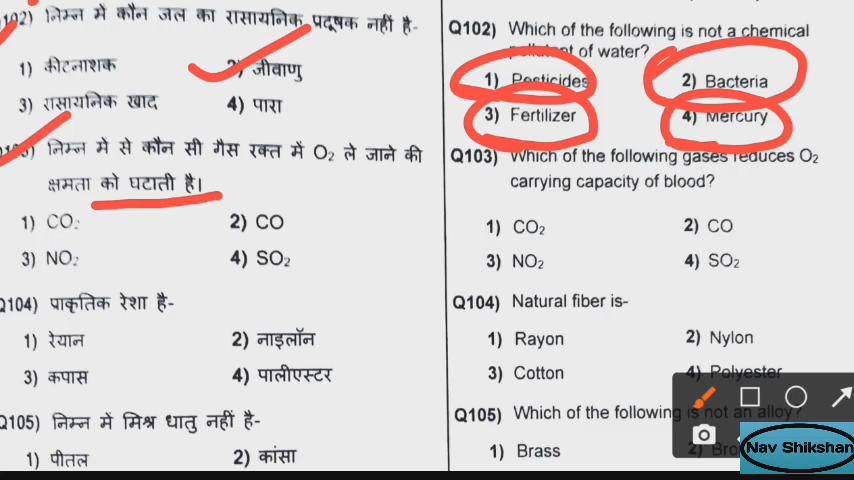 102) निम्न में कौन जल का रासायनिक प्रदूषक नहीं है-
1) कीटनाशक
2) जीवाणु
3) रासायनिक खाद
4) पारा
निम्न में से कौन सी गैस रक्त में O₂ ले जाने की
क्षमता को घटाती है।
1) CO₂
2) CO
3) NO₂
4) SO₂
Q104) प्राकृतिक रेशा है-
1) रेयान
2) नाइलॉन
3) कपास
4) पालीएस्टर
Q105) निम्न में मिश्र धातु नहीं है-
1) पीतल
2) कांसा
Q102) Which of the following is not a chemical
pollutant of water?
1) Pesticides
2) Bacteria
3) Fertilizer
4) Mercury
Q103) Which of the following gases reduces O₂
carrying capacity of blood?
1) CO₂
2) CO
3) NO₂
4) SO₂
Q104) Natural fiber is-
1) Rayon
2) Nylon
3) Cotton
4) Polyester
Q105) Which of the following is not an alloy?
1) Brass
2)
Nav Shikshan